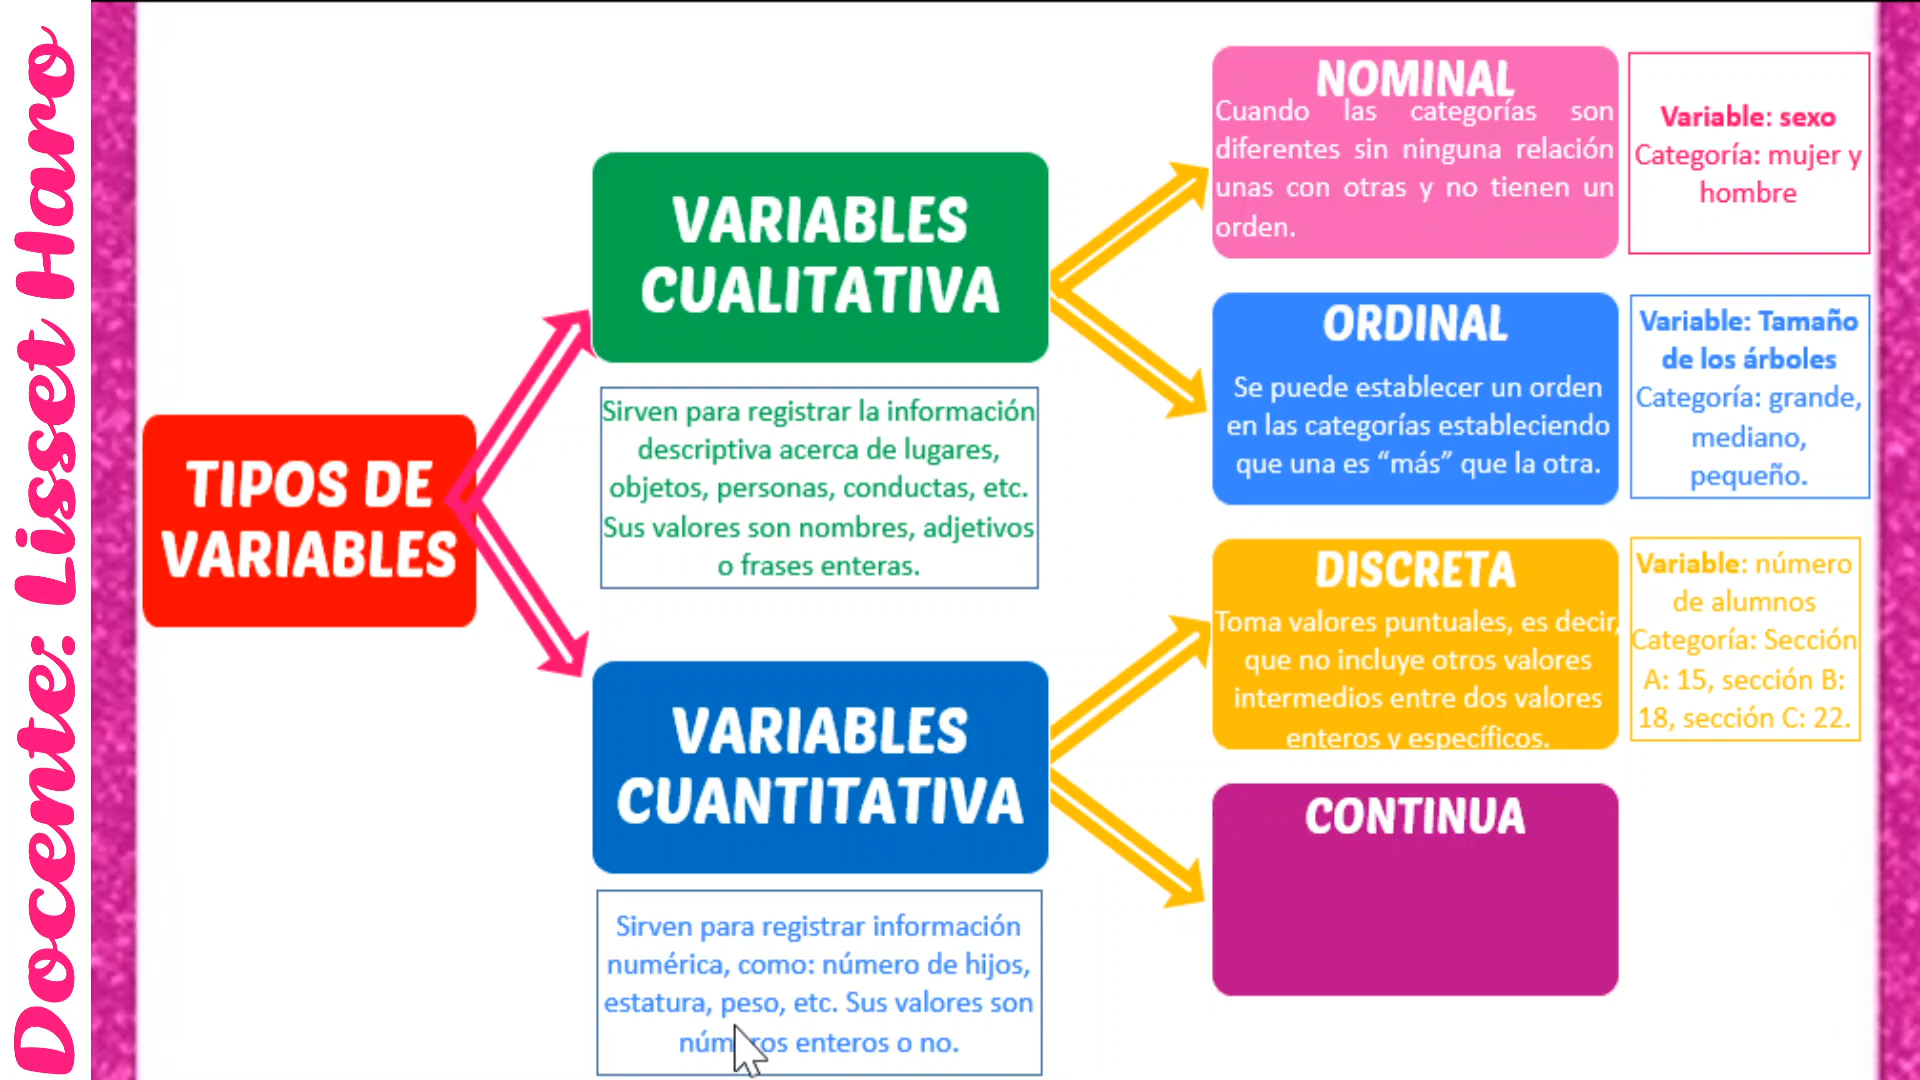 Docente: Lisset Haro
TIPOS DE
VARIABLES
VARIABLES
CUALITATIVA
Sirven para registrar la información
descriptiva acerca de lugares,
objetos, personas, conductas, etc.
Sus valores son nombres, adjetivos
o frases enteras.
NOMINAL
Cuando las categorías son
diferentes sin ninguna relación
unas con otras y no tienen un
orden.
Variable: sexo
Categoría: mujer y
hombre
ORDINAL
Se puede establecer un orden
en las categorías estableciendo
que una es “más” que la otra.
Variable: Tamaño
de los árboles
Categoría: grande,
mediano,
pequeño.
VARIABLES
CUANTITATIVA
Sirven para registrar información
numérica, como: número de hijos,
estatura, peso, etc. Sus valores son
números enteros o no.
DISCRETA
Toma valores puntuales, es decir,
que no incluye otros valores
intermedios entre dos valores
enteros y específicos.
Variable: número
de alumnos
Categoría: Sección
A: 15, sección B:
18, sección C: 22.
CONTINUA